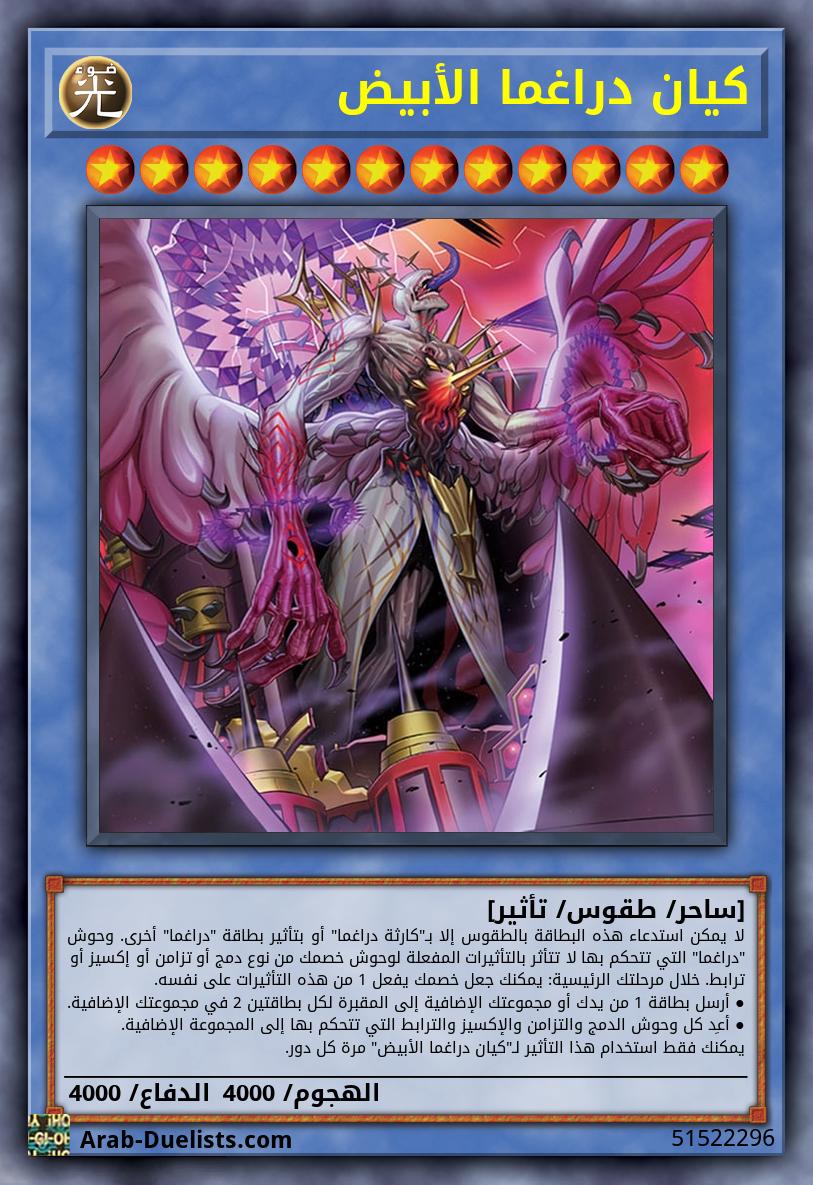 كيان دراغما الأبيض
ضوء
光
[ساحر/ طقوس/ تأثير]
لا يمكن استدعاء هذه البطاقة بالطقوس إلا بـ"كارثة دراغما" أو بتأثير بطاقة "دراغما" أخرى. وحوش
"دراغما" التي تتحكم بها لا تتأثر بالتأثيرات المفعلة لوحوش خصمك من نوع دمج أو تزامن أو إكسيز أو
ترابط. خلال مرحلتك الرئيسية: يمكنك جعل خصمك يفعل 1 من هذه التأثيرات على نفسه.
● أرسل بطاقة 1 من يدك أو مجموعتك الإضافية إلى المقبرة لكل بطاقتين 2 في مجموعتك الإضافية.
● أعد كل وحوش الدمج والتزامن والإكسيز والترابط التي تتحكم بها إلى المجموعة الإضافية.
يمكنك فقط استخدام هذا التأثير لـ"كيان دراغما الأبيض" مرة كل دور.
الهجوم/ 4000 الدفاع/ 4000
Arab-Duelists.com
51522296